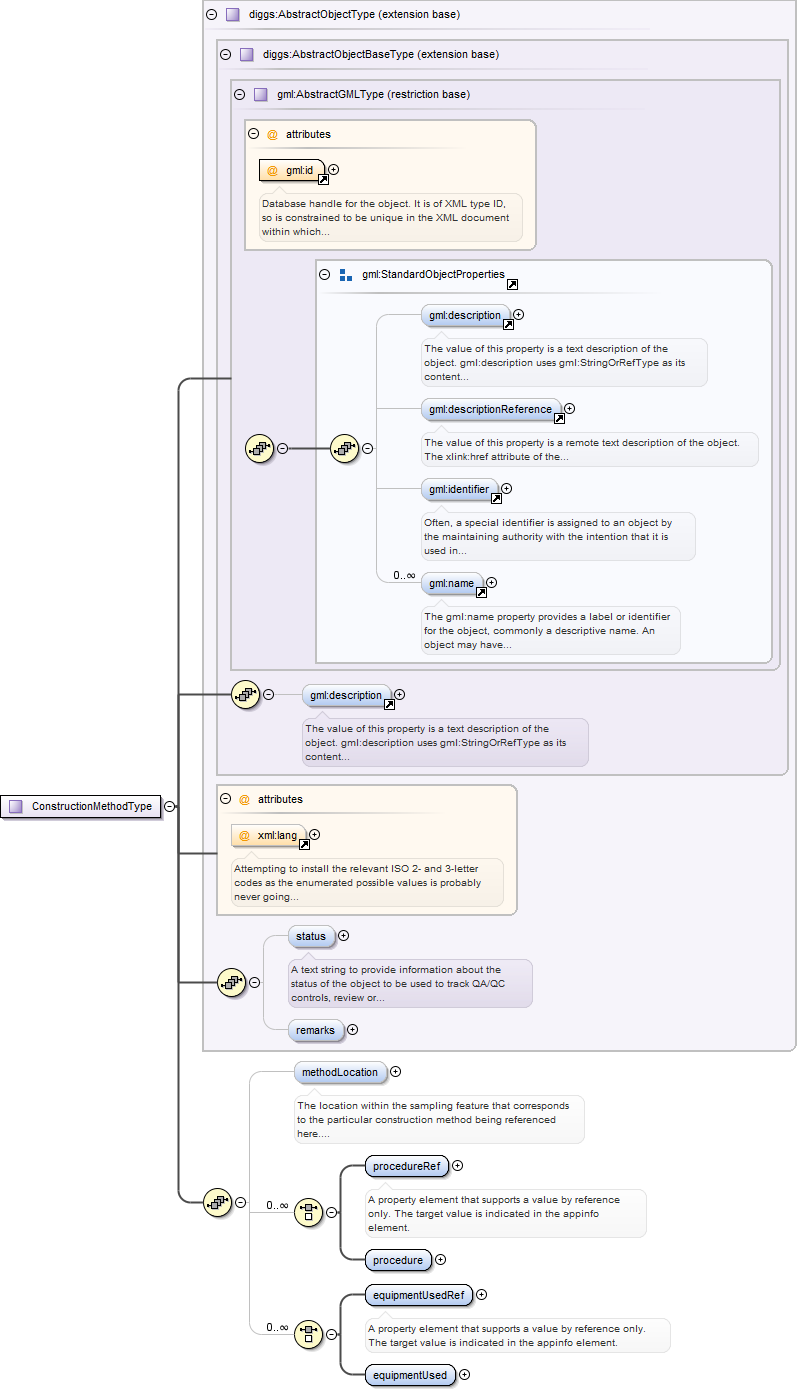 diggs:AbstractObjectType (extension base)
diggs:AbstractObjectBaseType (extension base)
gml:AbstractGMLType (restriction base)
@ attributes
@ gml:id
Database handle for the object. It is of XML type ID,
so is constrained to be unique in the XML document
within which...
gml:StandardObjectProperties
gml:description
The value of this property is a text description of the
object. gml:description uses gml:StringOrRefType as its
content...
gml:descriptionReference
The value of this property is a remote text description of the object.
The xlink:href attribute of the...
gml:identifier
Often, a special identifier is assigned to an object by
the maintaining authority with the intention that it is
used in...
0..∞
gml:name
The gml:name property provides a label or identifier
for the object, commonly a descriptive name. An
object may have...
gml:description
The value of this property is a text description of the
object. gml:description uses gml:StringOrRefType as its
content...
ConstructionMethodType
@ attributes
@ xml:lang
Attempting to install the relevant ISO 2- and 3-letter
codes as the enumerated possible values is probably
never going...
status
A text string to provide information about the
status of the object to be used to track QA/QC
controls, review or...
remarks
methodLocation
The location within the sampling feature that corresponds
to the particular construction method being referenced
here....
procedureRef
0..∞
A property element that supports a value by reference
only. The target value is indicated in the appinfo
element.
procedure
equipmentUsedRef
0..∞
A property element that supports a value by reference only.
The target value is indicated in the appinfo element.
equipmentUsed